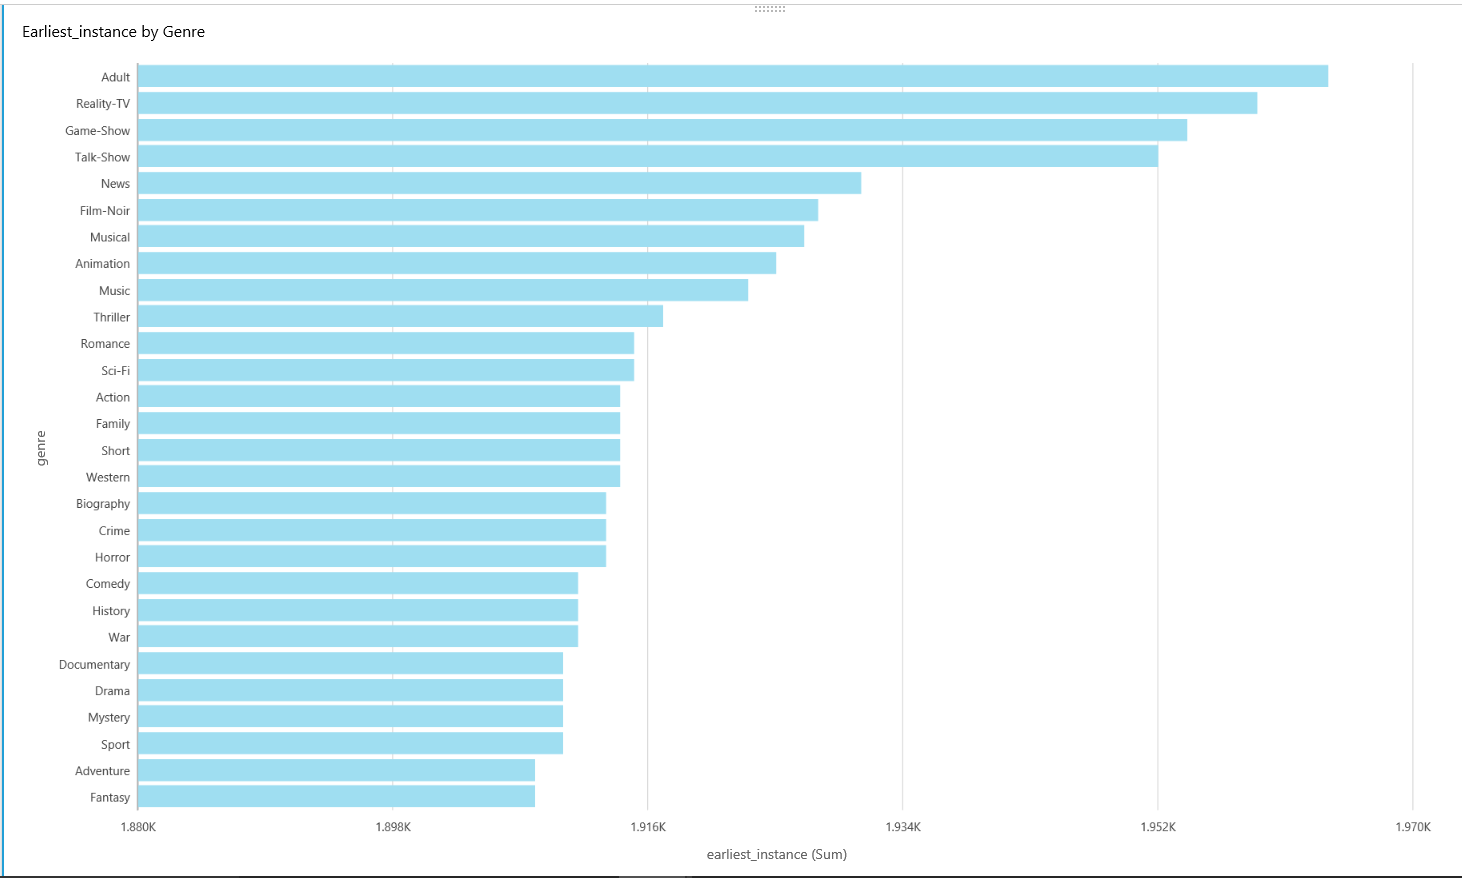 Earliest_instance by Genre
Adult
Reality-TV
Game-Show
Talk-Show
News
Film-Noir
Musical
Animation
Music
Thriller
Romance
Sci-Fi
Action
Family
Short
Western
Biography
Crime
Horror
Comedy
History
War
Documentary
Drama
Mystery
Sport
Adventure
Fantasy
genre
1.880K 1.898K 1.916K 1.934K 1.952K 1.970K
earliest_instance (Sum)